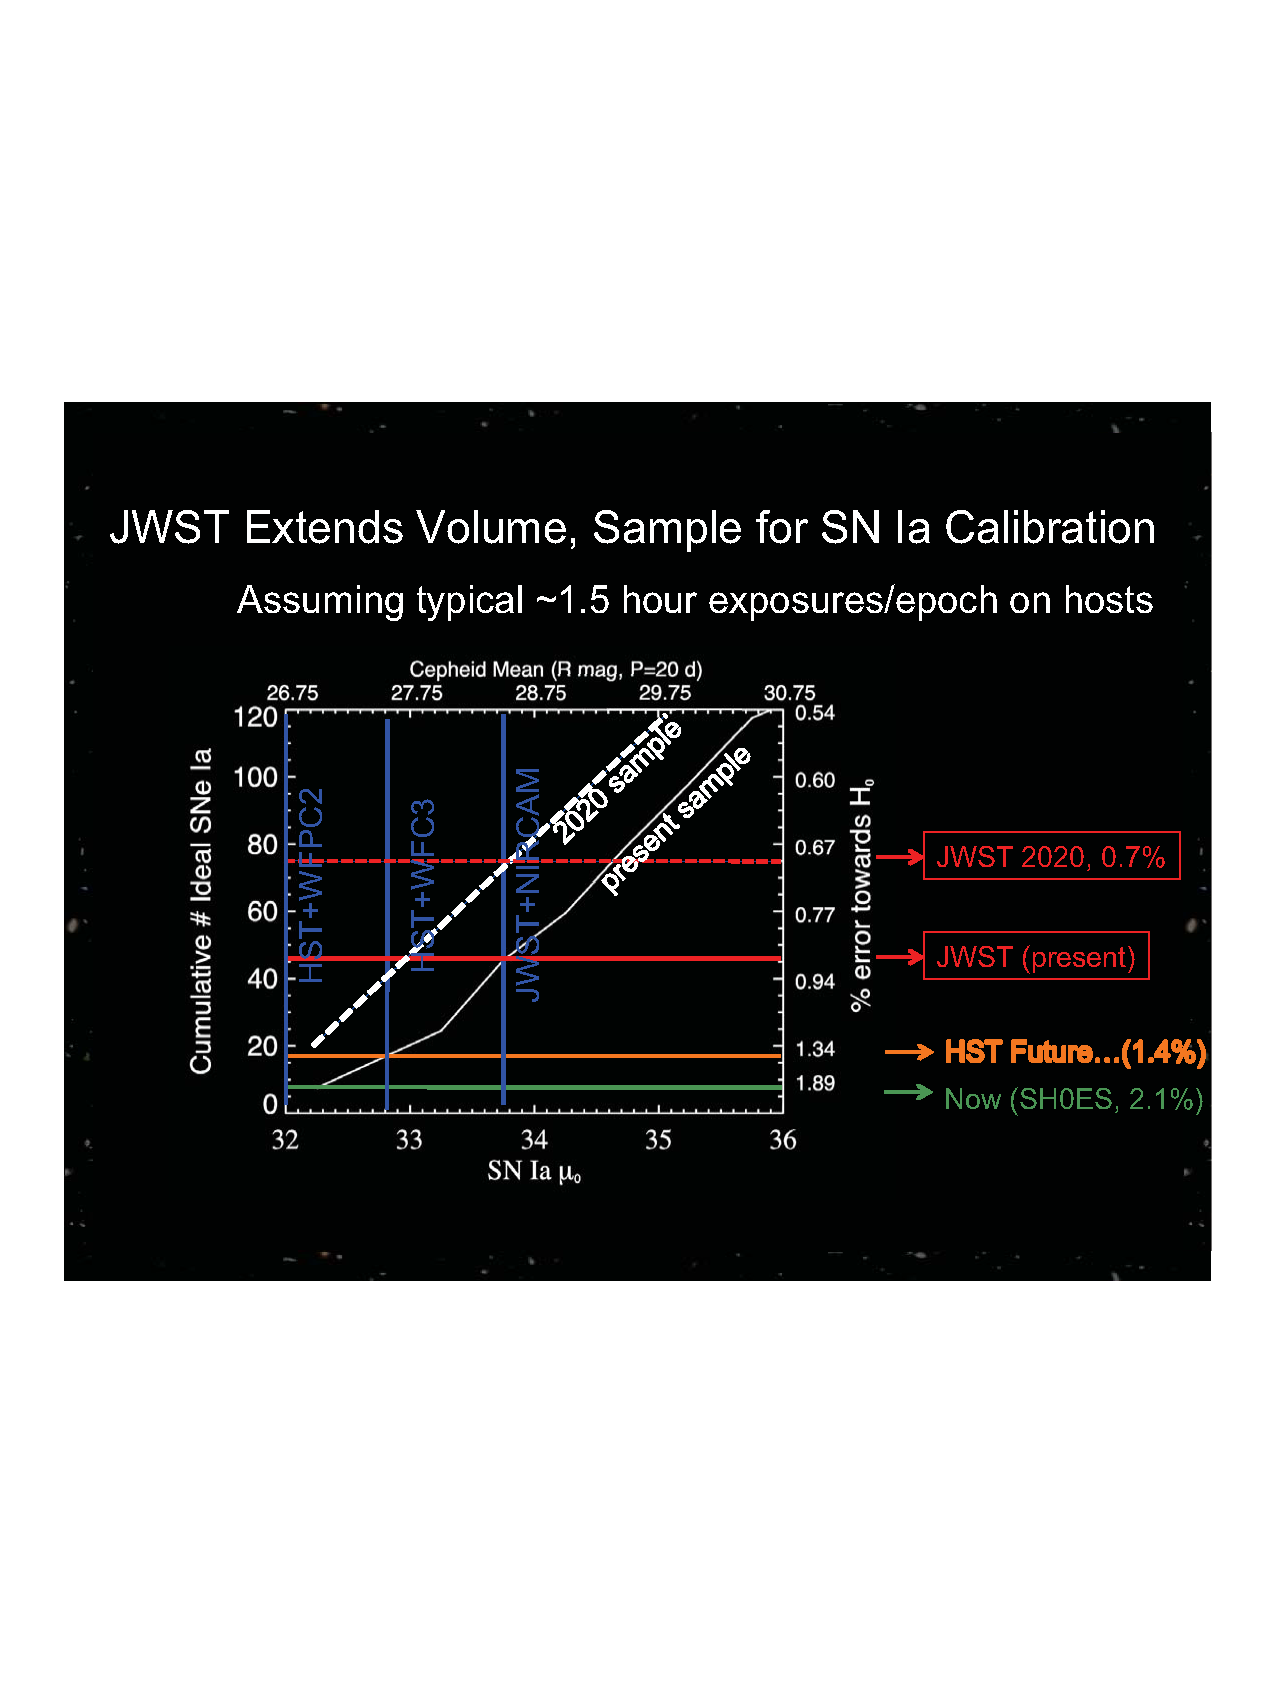 JWST Extends Volume, Sample for SN Ia Calibration
Assuming typical ~1.5 hour exposures/epoch on hosts
Cepheid Mean (R mag, P=20 d)
26.75 27.75 28.75 29.75 30.75
Cumulative # Ideal SNe Ia
120
100
80
60
40
20
0
HST+WFPC2
HST+WFC3
JWST+NIRCAM
2020 sample
present sample
0.54
0.60
0.67
0.77
0.94
1.34
1.89
% error towards H₀
JWST 2020, 0.7%
JWST (present)
HST Future...(1.4%)
Now (SH0ES, 2.1%)
32 33 34 35 36
SN Ia μ₀